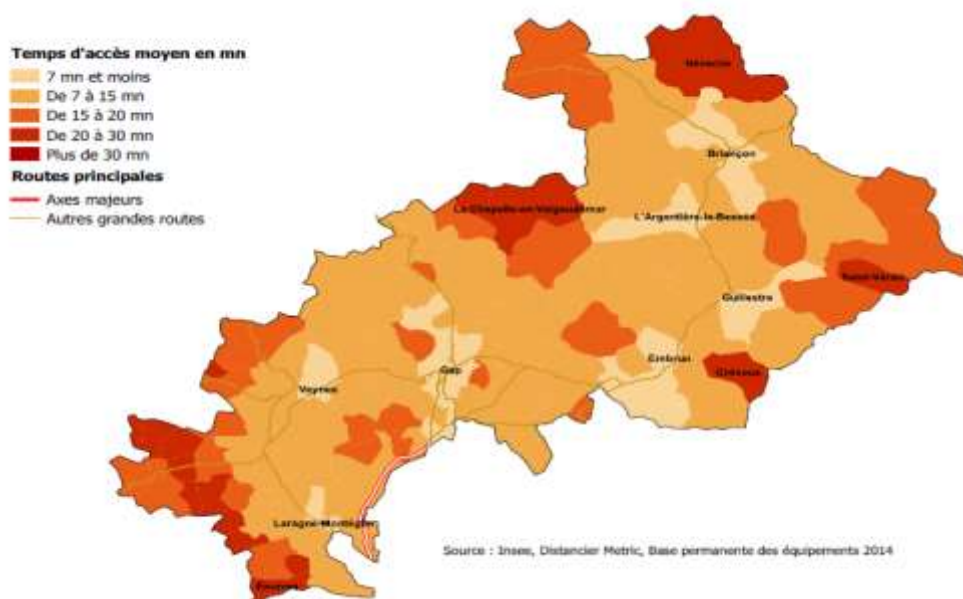 Temps d'accès moyen en mn
7 mn et moins
De 7 à 15 mn
De 15 à 20 mn
De 20 à 30 mn
Plus de 30 mn
Routes principales
Axes majeurs
Autres grandes routes
Névache
Briançon
La Chapelle-en-Valgaudémar
L'Argentière-la-Bessée
Saint-Véran
Guillestre
Embrun
Crévoux
Gap
Veynes
Laragne-Montéglin
Source : Insee, Distancier Metric, Base permanente des équipements 2014